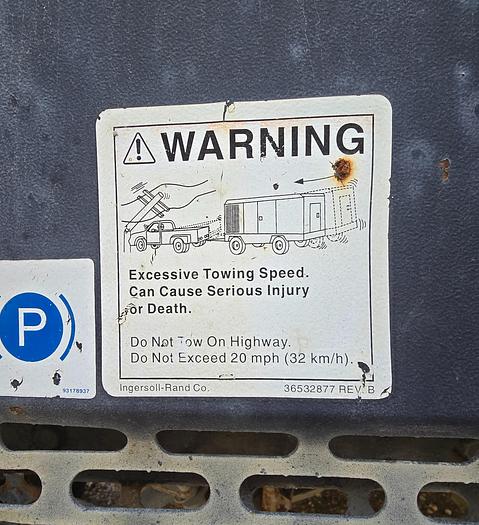 WARNING
Excessive Towing Speed.
Can Cause Serious Injury
or Death.
Do Not Tow On Highway.
Do Not Exceed 20 mph (32 km/h).
Ingersoll-Rand Co. 36532877 REV. B
P
93178937